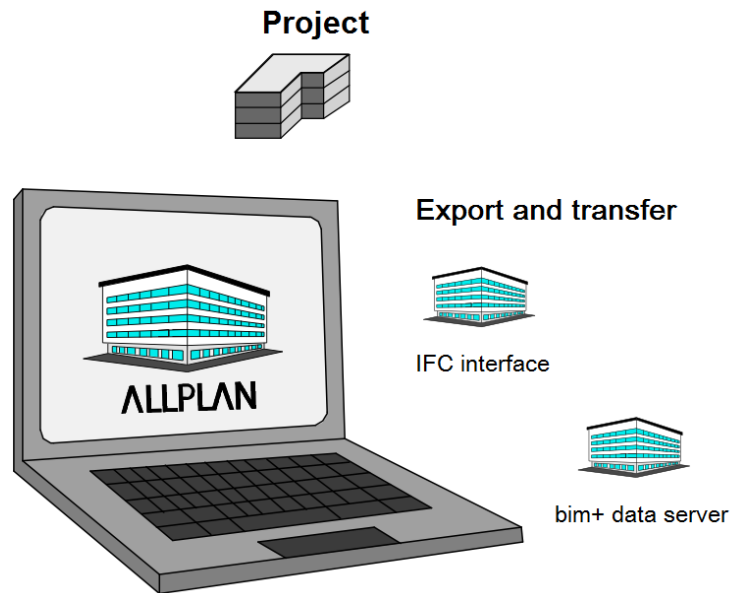 Project
Export and transfer
IFC interface
ALLPLAN
bim+ data server